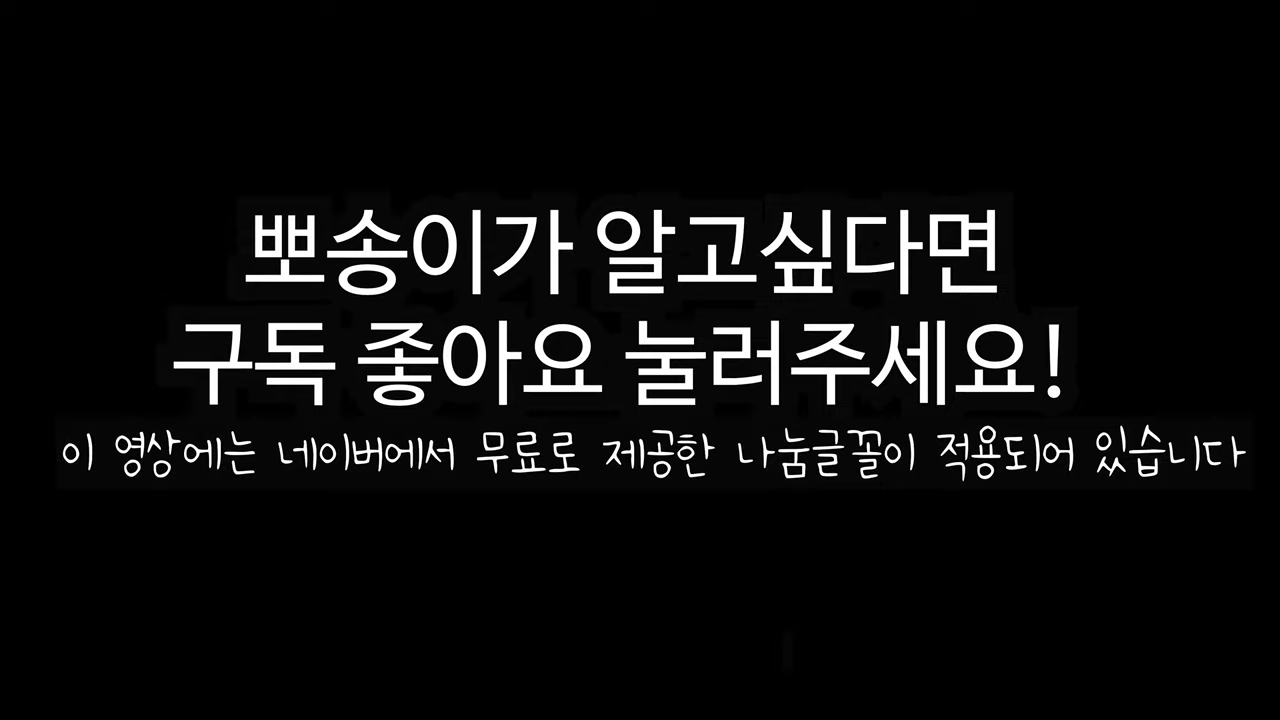 뽀송이가 알고싶다면
구독 좋아요 눌러주세요!
이 영상에는 네이버에서 무료로 제공한 나눔글꼴이 적용되어 있습니다